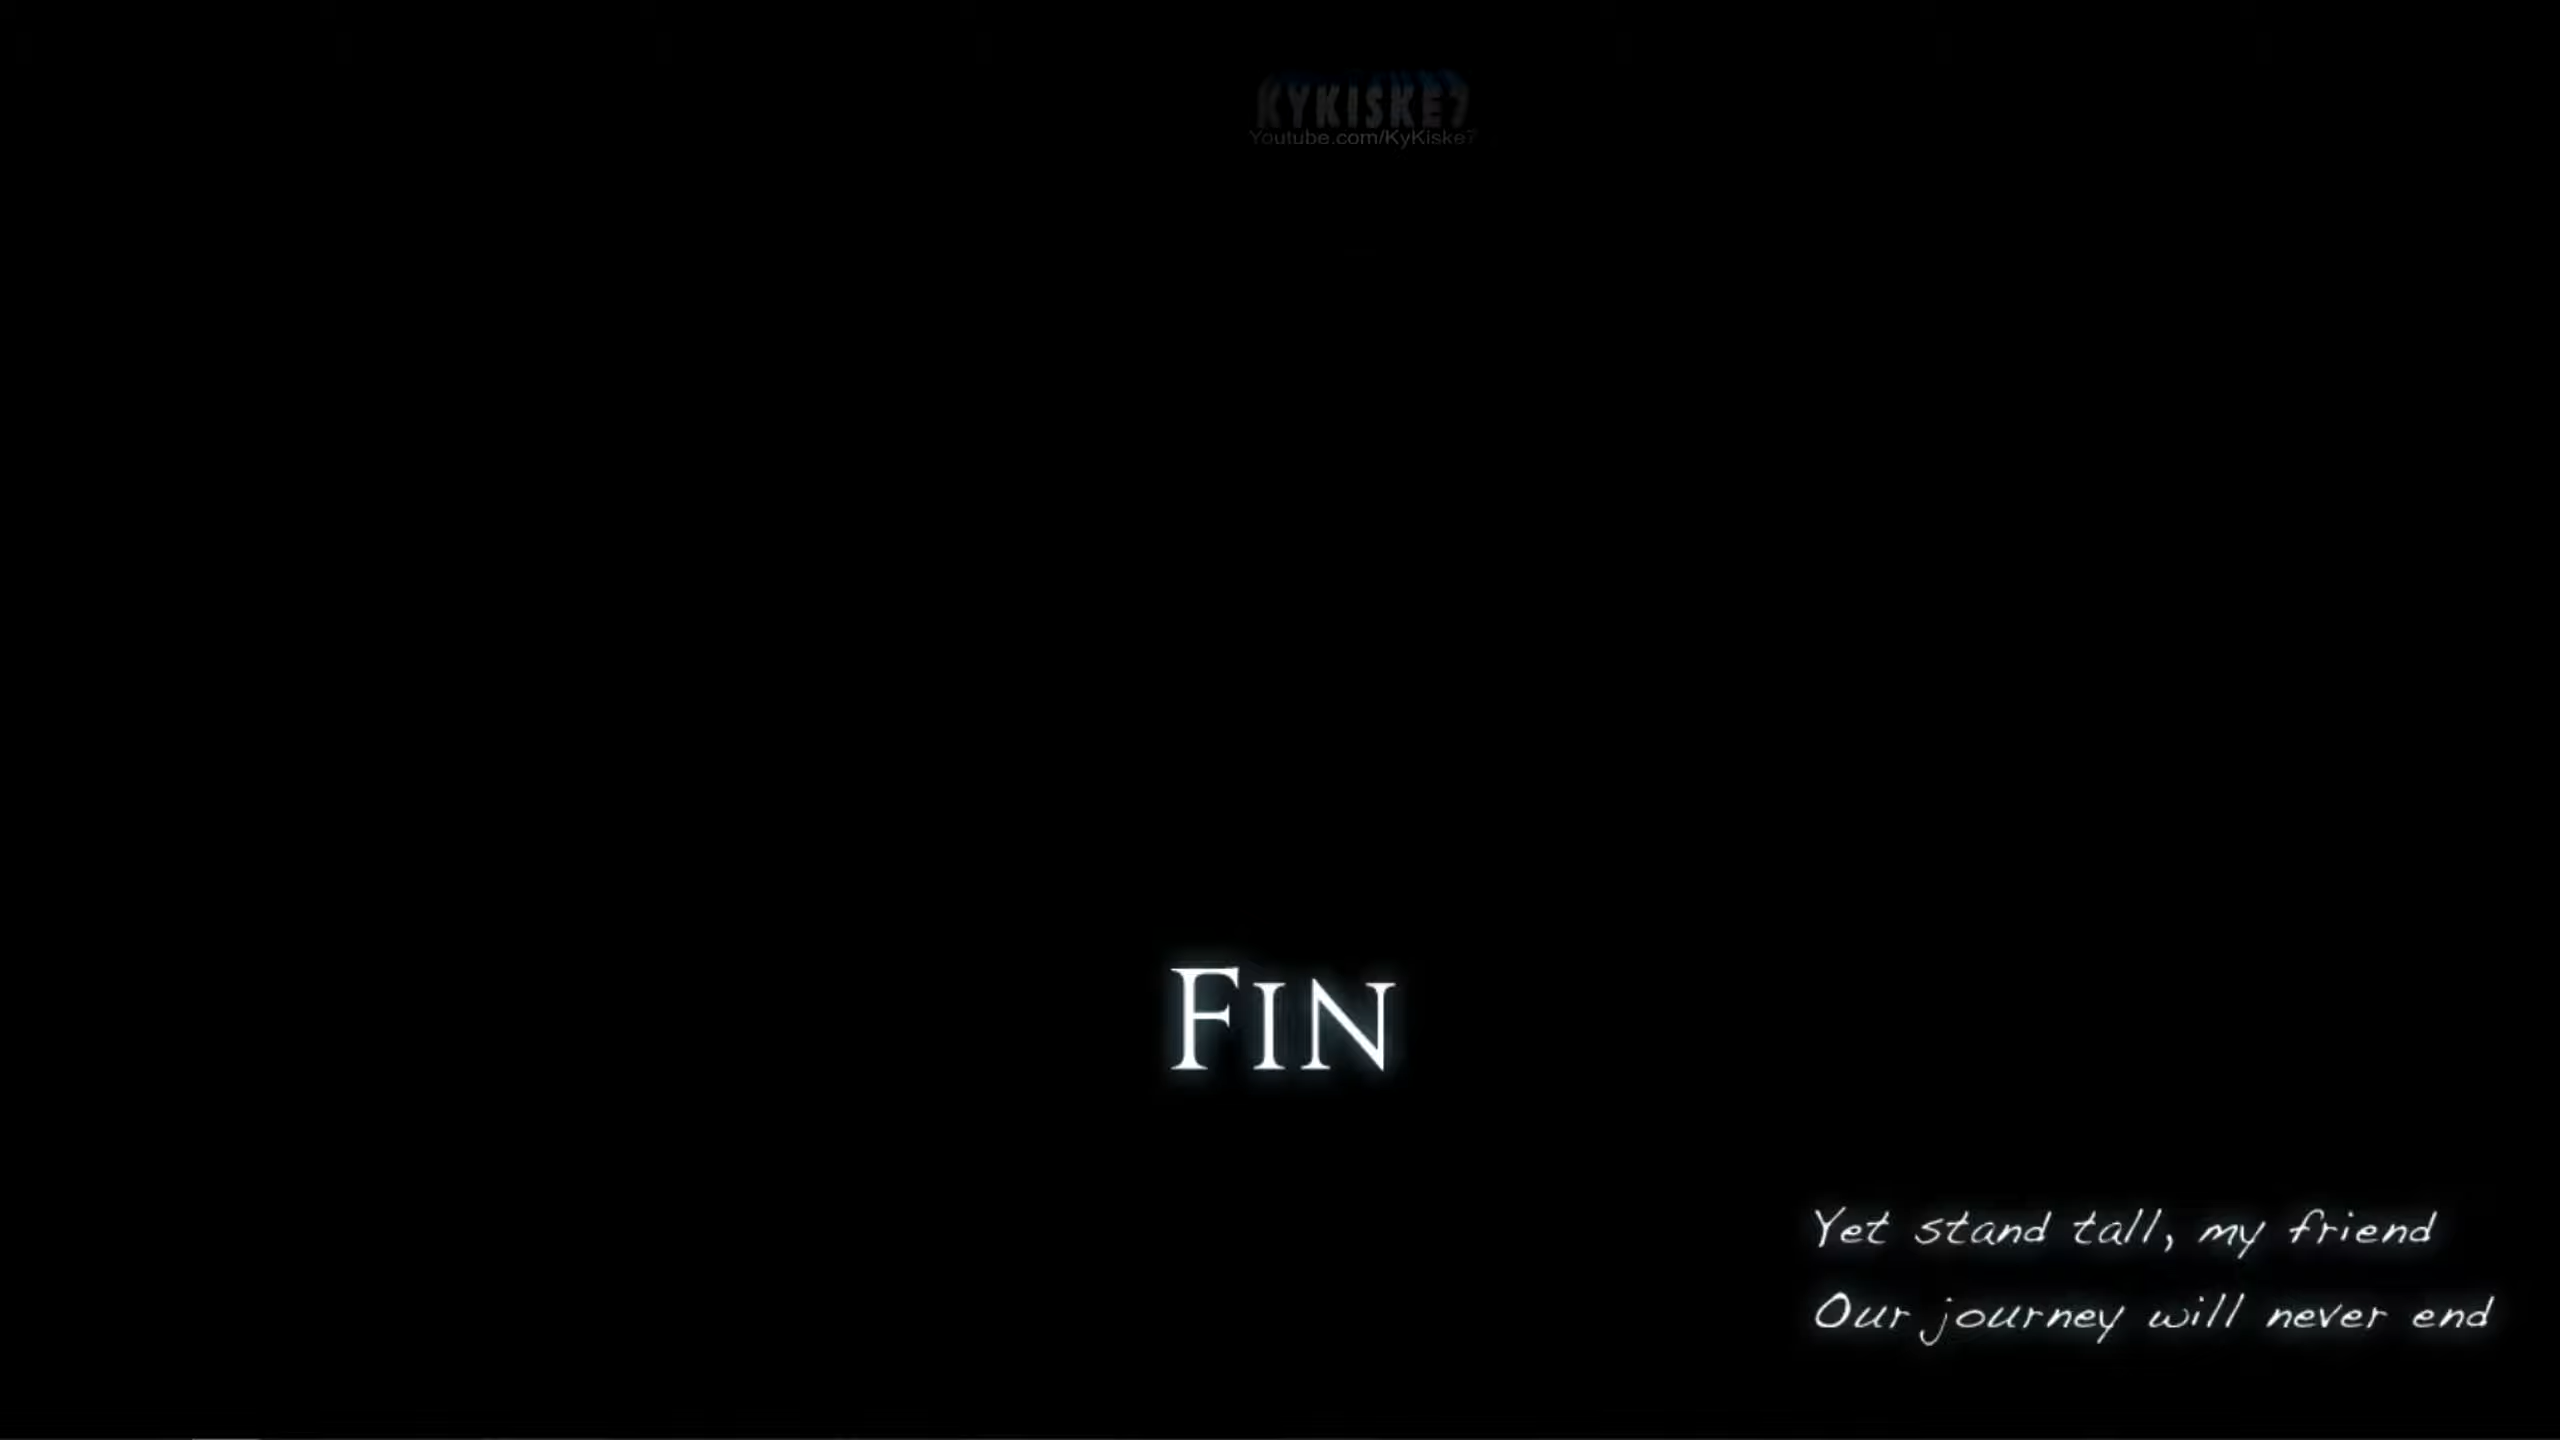 KYKISKE7
Youtube.com/KyKiske7
FIN
Yet stand tall, my friend
Our journey will never end